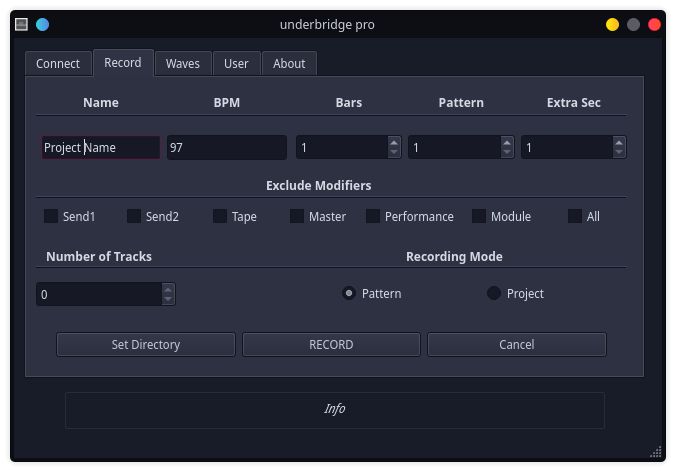 underbridge pro
Connect Record Waves User About
Name BPM Bars Pattern Extra Sec
Project Name 97 1 1 1
Exclude Modifiers
Send1 Send2 Tape Master Performance Module All
Number of Tracks Recording Mode
0 Pattern Project
Set Directory RECORD Cancel
Info